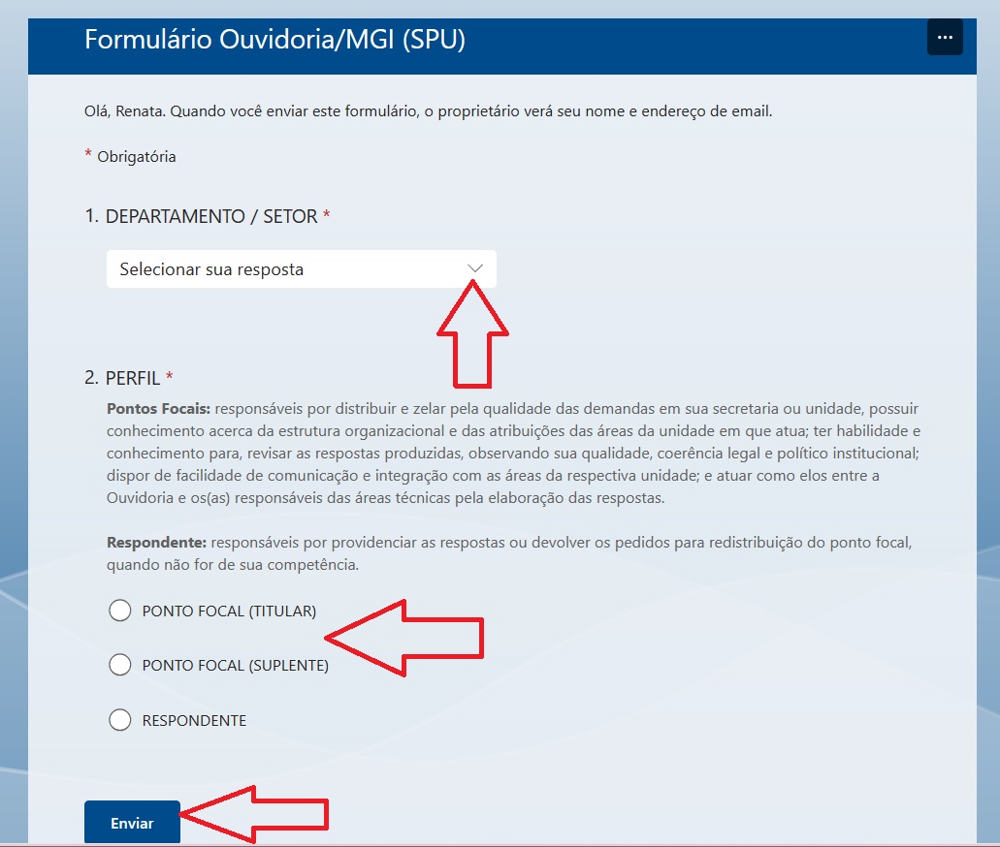 Formulário Ouvidoria/MGI (SPU)
...
Olá, Renata. Quando você enviar este formulário, o proprietário verá seu nome e endereço de email.
* Obrigatória
1. DEPARTAMENTO / SETOR *
Selecionar sua resposta
2. PERFIL *
Pontos Focais: responsáveis por distribuir e zelar pela qualidade das demandas em sua secretaria ou unidade, possuir
conhecimento acerca da estrutura organizacional e das atribuições das áreas da unidade em que atua; ter habilidade e
conhecimento para, revisar as respostas produzidas, observando sua qualidade, coerência legal e político institucional;
dispor de facilidade de comunicação e integração com as áreas da respectiva unidade; e atuar como elos entre a
Ouvidoria e os(as) responsáveis das áreas técnicas pela elaboração das respostas.
Respondente: responsáveis por providenciar as respostas ou devolver os pedidos para redistribuição do ponto focal,
quando não for de sua competência.
PONTO FOCAL (TITULAR)
PONTO FOCAL (SUPLENTE)
RESPONDENTE
Enviar